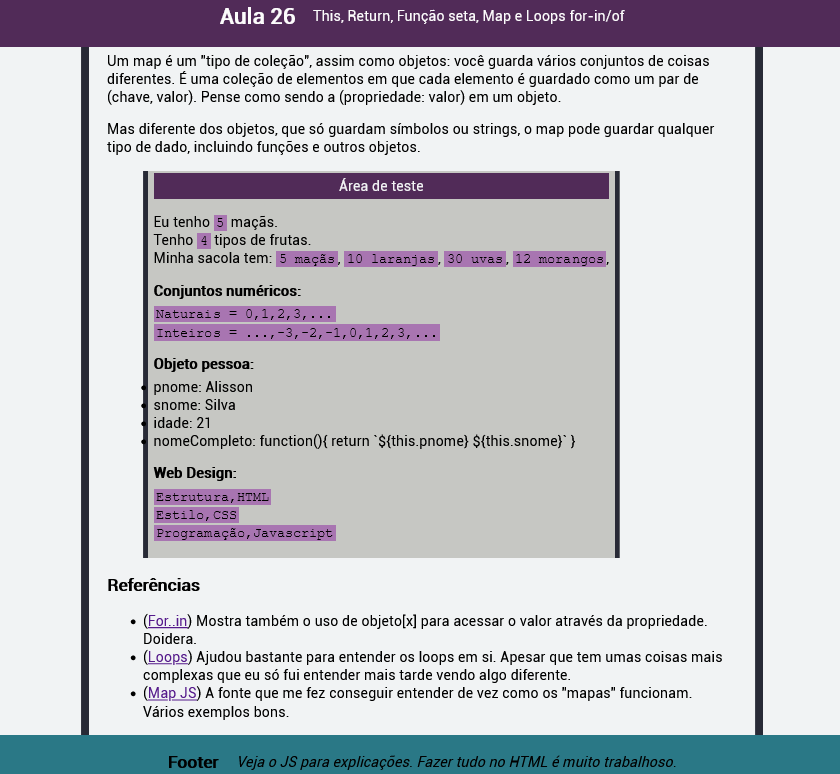 Aula 26 This, Return, Função seta, Map e Loops for-in/of
Um map é um "tipo de coleção", assim como objetos: você guarda vários conjuntos de coisas
diferentes. É uma coleção de elementos em que cada elemento é guardado como um par de
(chave, valor). Pense como sendo a (propriedade: valor) em um objeto.
Mas diferente dos objetos, que só guardam símbolos ou strings, o map pode guardar qualquer
tipo de dado, incluindo funções e outros objetos.
Área de teste
Eu tenho 5 maçãs.
Tenho 4 tipos de frutas.
Minha sacola tem: 5 maçãs, 10 laranjas, 30 uvas, 12 morangos,
Conjuntos numéricos:
Naturais = 0,1,2,3,...
Inteiros = ...,-3,-2,-1,0,1,2,3,...
Objeto pessoa:
• pnome: Alisson
• snome: Silva
• idade: 21
• nomeCompleto: function(){ return `${this.pnome} ${this.snome}` }
Web Design:
Estrutura,HTML
Estilo,CSS
Programação,Javascript
Referências
• (For..in) Mostra também o uso de objeto[x] para acessar o valor através da propriedade.
Doidera.
• (Loops) Ajudou bastante para entender os loops em si. Apesar que tem umas coisas mais
complexas que eu só fui entender mais tarde vendo algo diferente.
• (Map JS) A fonte que me fez conseguir entender de vez como os "mapas" funcionam.
Vários exemplos bons.
Footer Veja o JS para explicações. Fazer tudo no HTML é muito trabalhoso.